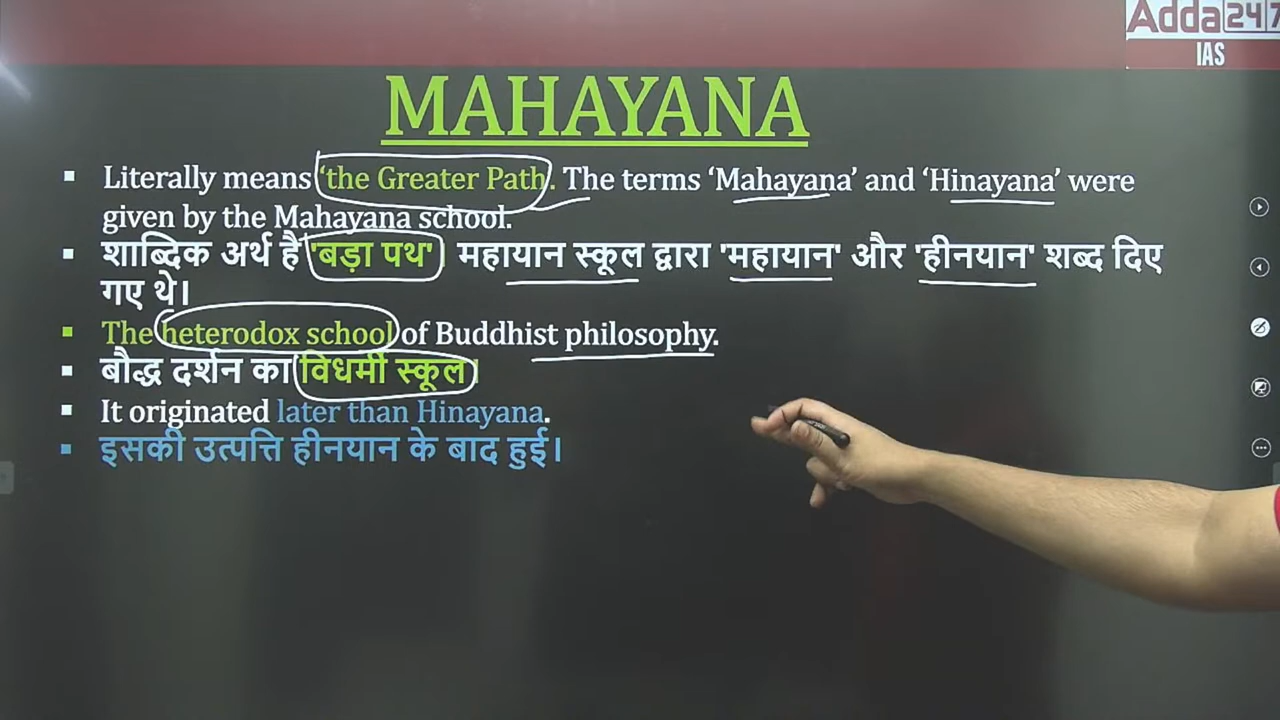 Adda247
IAS
MAHAYANA
▪ Literally means 'the Greater Path. The terms 'Mahayana' and 'Hinayana' were
given by the Mahayana school.
▪ शाब्दिक अर्थ है 'बड़ा पथ'। महायान स्कूल द्वारा 'महायान' और 'हीनयान' शब्द दिए
गए थे।
▪ The heterodox school of Buddhist philosophy.
▪ बौद्ध दर्शन का विधर्मी स्कूल।
▪ It originated later than Hinayana.
▪ इसकी उत्पत्ति हीनयान के बाद हुई।